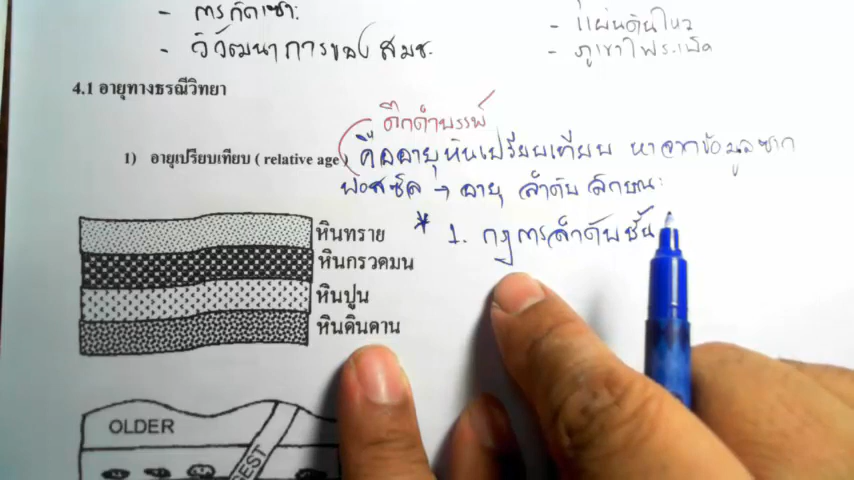 - การกัดเซาะ
- แผ่นดินไหว
- วิวัฒนาการของ สมช.
- ภูเขาไฟระเบิด
4.1 อายุทางธรณีวิทยา
ดึกดำบรรพ์
1) อายุเปรียบเทียบ ( relative age ) คืออายุหินเปรียบเทียบ หาจากข้อมูลซาก
ฟอสซิล → อายุ ลำดับ ลักษณะ
* 1. กฎการลำดับชั้น
หินทราย
หินกรวดมน
หินปูน
หินดินดาน
OLDER
GEST